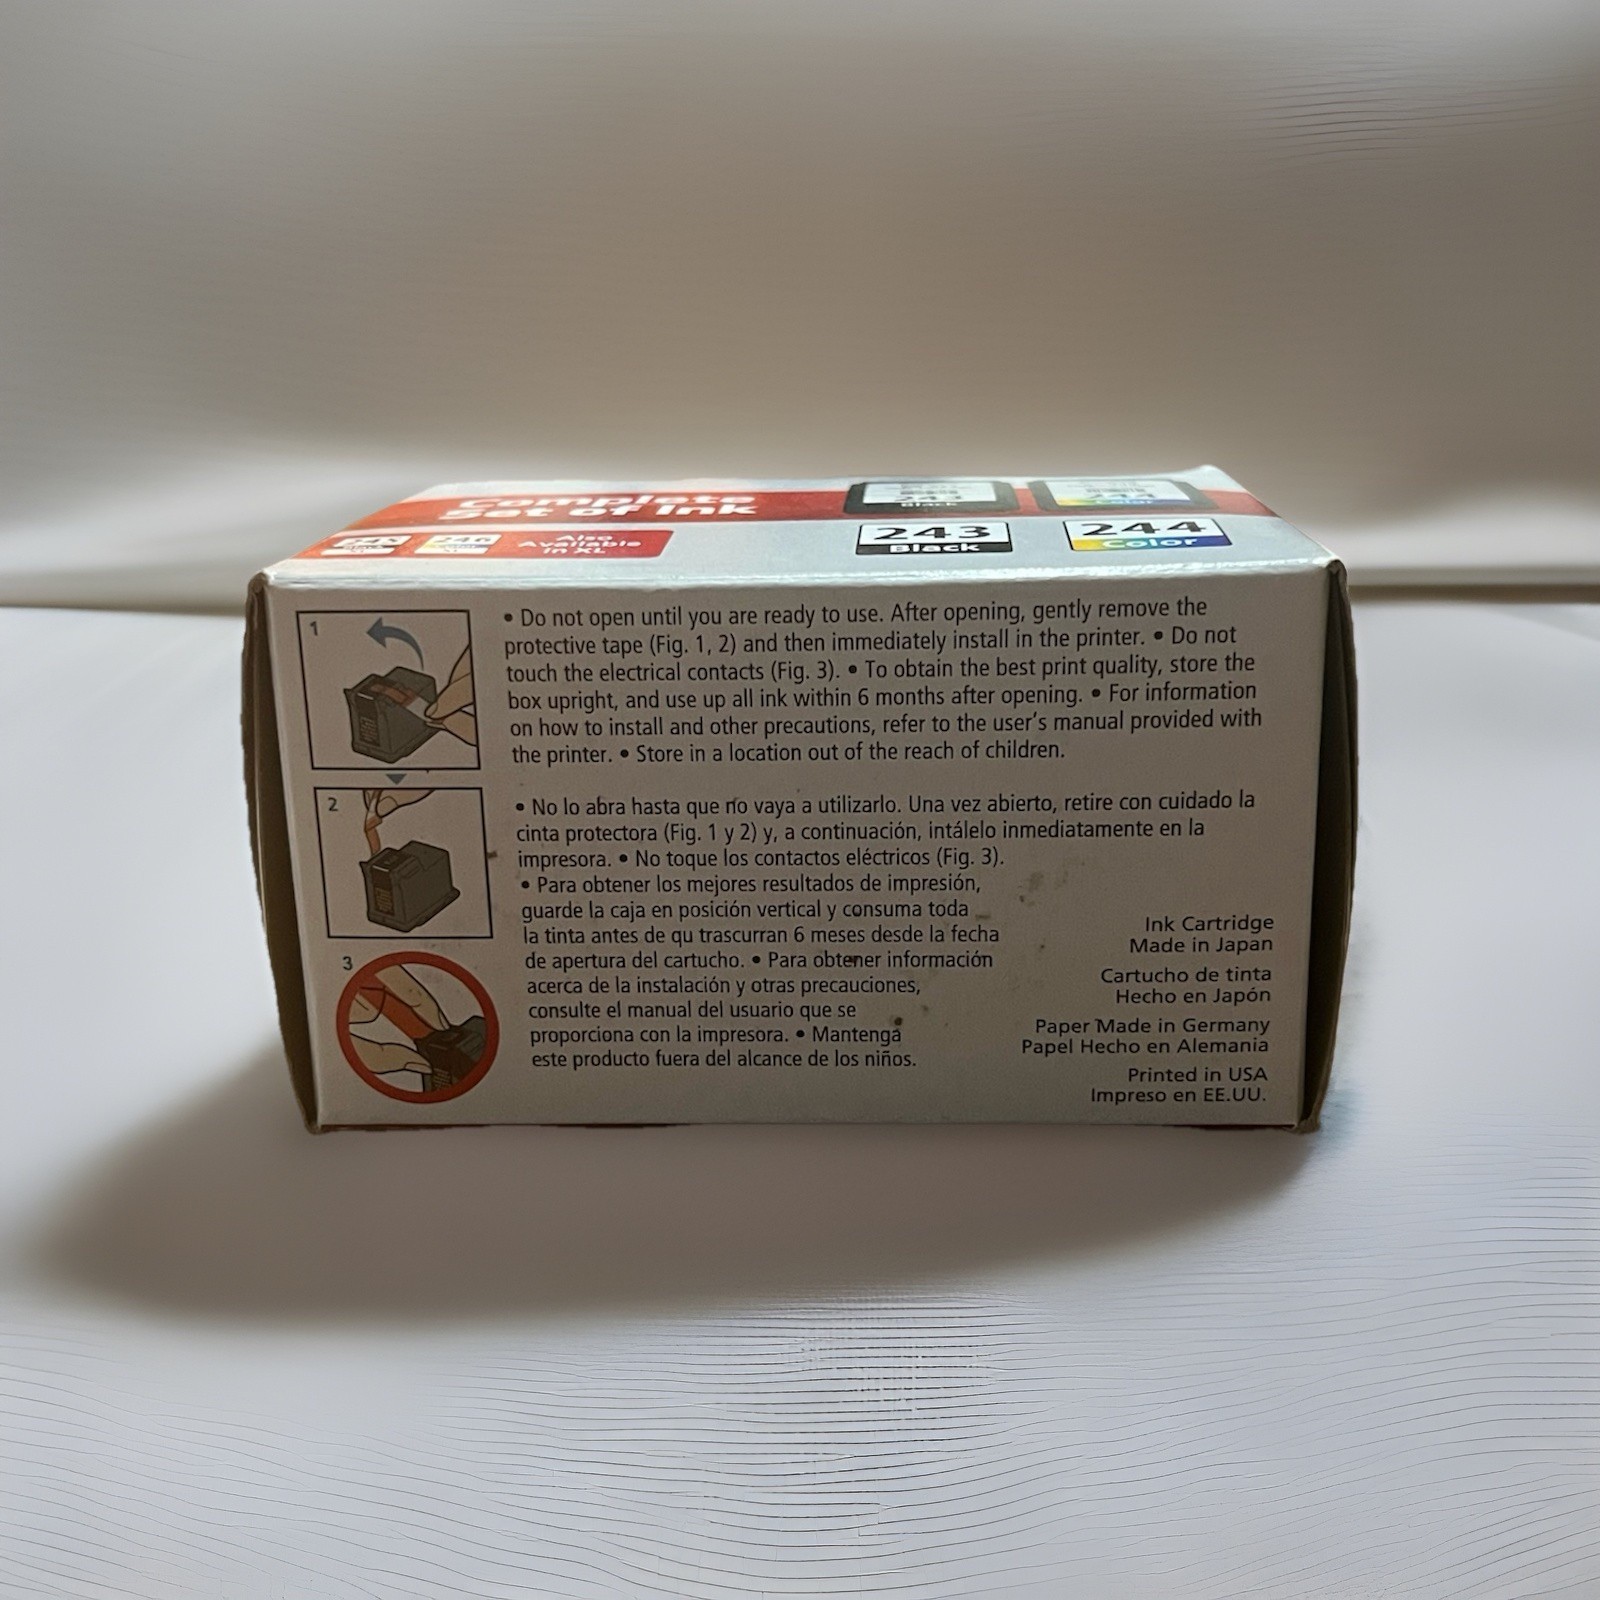 Complete
Set of Ink
243
Black
244
Color
245
246
Also
Available
in XL
243
Black
244
Color
1
• Do not open until you are ready to use. After opening, gently remove the
protective tape (Fig. 1, 2) and then immediately install in the printer. • Do not
touch the electrical contacts (Fig. 3). • To obtain the best print quality, store the
box upright, and use up all ink within 6 months after opening. • For information
on how to install and other precautions, refer to the user's manual provided with
the printer. • Store in a location out of the reach of children.
2
• No lo abra hasta que no vaya a utilizarlo. Una vez abierto, retire con cuidado la
cinta protectora (Fig. 1 y 2) y, a continuación, intálelo inmediatamente en la
impresora. • No toque los contactos eléctricos (Fig. 3).
• Para obtener los mejores resultados de impresión,
guarde la caja en posición vertical y consuma toda
la tinta antes de qu trascurran 6 meses desde la fecha
de apertura del cartucho. • Para obtener información
acerca de la instalación y otras precauciones,
consulte el manual del usuario que se
proporciona con la impresora. • Mantenga
este producto fuera del alcance de los niños.
3
Ink Cartridge
Made in Japan
Cartucho de tinta
Hecho en Japón
Paper Made in Germany
Papel Hecho en Alemania
Printed in USA
Impreso en EE.UU.